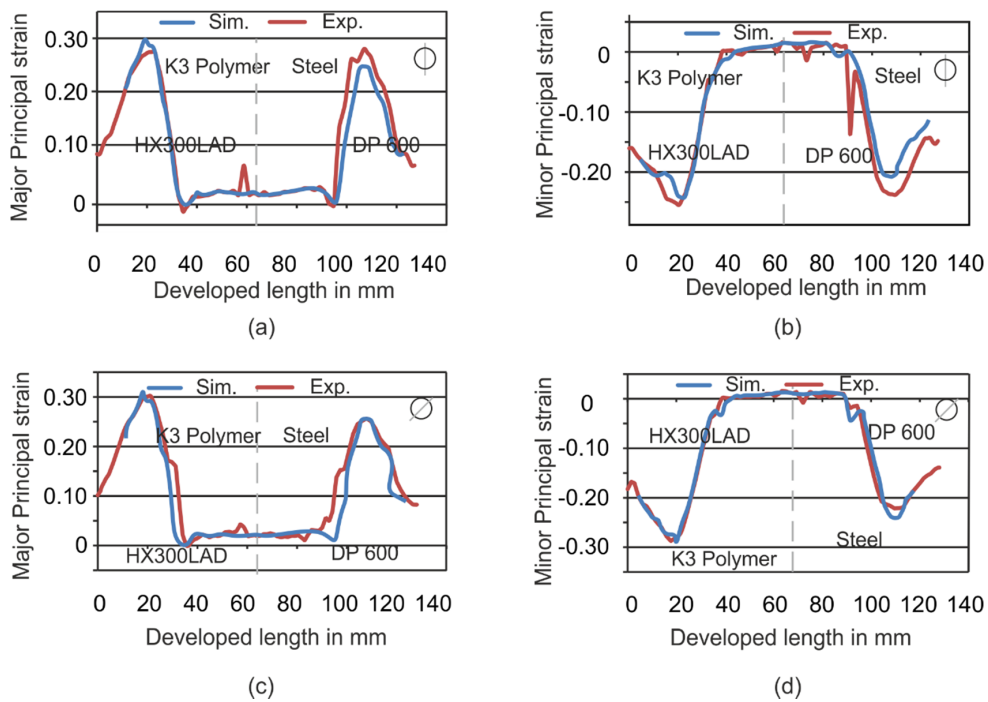 Sim. Exp.
Major Principal strain
0.30
0.20
0.10
0
K3 Polymer Steel
HX300LAD DP 600
0 20 40 60 80 100 120 140
Developed length in mm
(a)
Sim. Exp.
Minor Principal strain
0
-0.10
-0.20
K3 Polymer Steel
HX300LAD DP 600
0 20 40 60 80 100 120 140
Developed length in mm
(b)
Sim. Exp.
Major Principal strain
0.30
0.20
0.10
0
K3 Polymer Steel
HX300LAD DP 600
0 20 40 60 80 100 120 140
Developed length in mm
(c)
Sim. Exp.
Minor Principal strain
0
-0.10
-0.20
-0.30
HX300LAD DP 600
K3 Polymer Steel
0 20 40 60 80 100 120 140
Developed length in mm
(d)